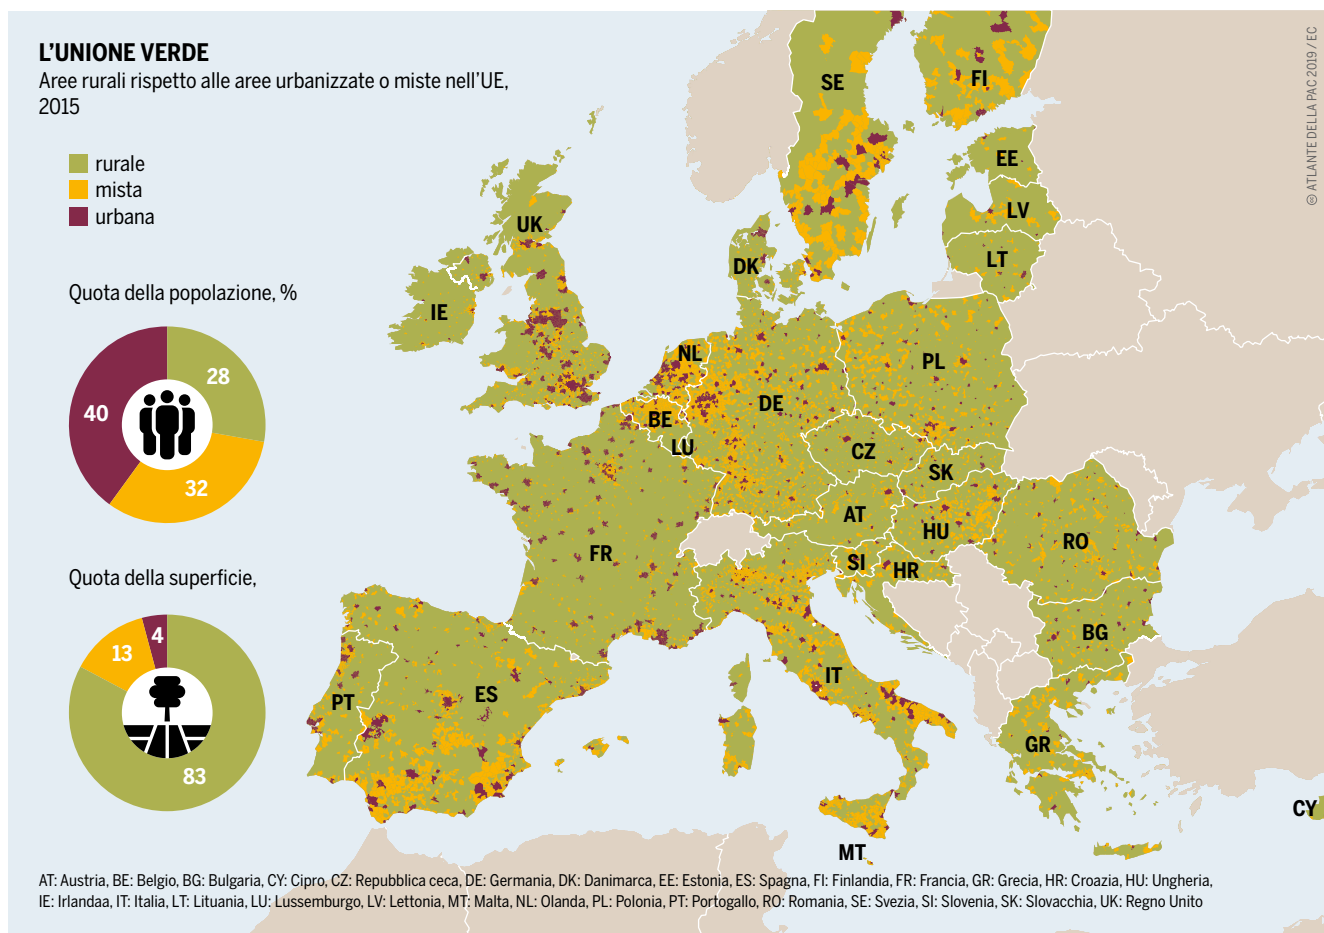 L'UNIONE VERDE
Aree rurali rispetto alle aree urbanizzate o miste nell'UE,
2015
rurale
mista
urbana
Quota della popolazione, %
28
40
32
Quota della superficie,
4
13
83
SE
FI
EE
LV
LT
UK
DK
IE
NL
PL
BE
DE
LU
CZ
SK
AT
HU
FR
RO
SI
HR
BG
IT
PT
ES
GR
CY
MT
© ATLANTE DELLA PAC 2019 / EC
AT: Austria, BE: Belgio, BG: Bulgaria, CY: Cipro, CZ: Repubblica ceca, DE: Germania, DK: Danimarca, EE: Estonia, ES: Spagna, FI: Finlandia, FR: Francia, GR: Grecia, HR: Croazia, HU: Ungheria,
IE: Irlandaa, IT: Italia, LT: Lituania, LU: Lussemburgo, LV: Lettonia, MT: Malta, NL: Olanda, PL: Polonia, PT: Portogallo, RO: Romania, SE: Svezia, SI: Slovenia, SK: Slovacchia, UK: Regno Unito